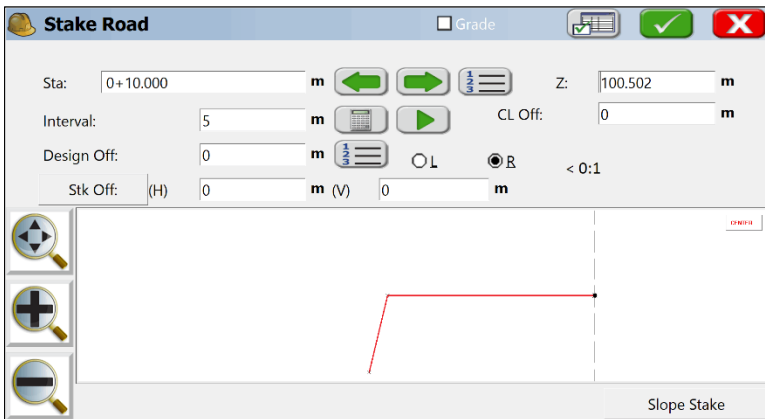 Stake Road Grade
Sta: 0+10.000 m Z: 100.502 m
Interval: 5 m CL Off: 0 m
Design Off: 0 m L R < 0:1
Stk Off: (H) 0 m (V) 0 m
CENTER
Slope Stake